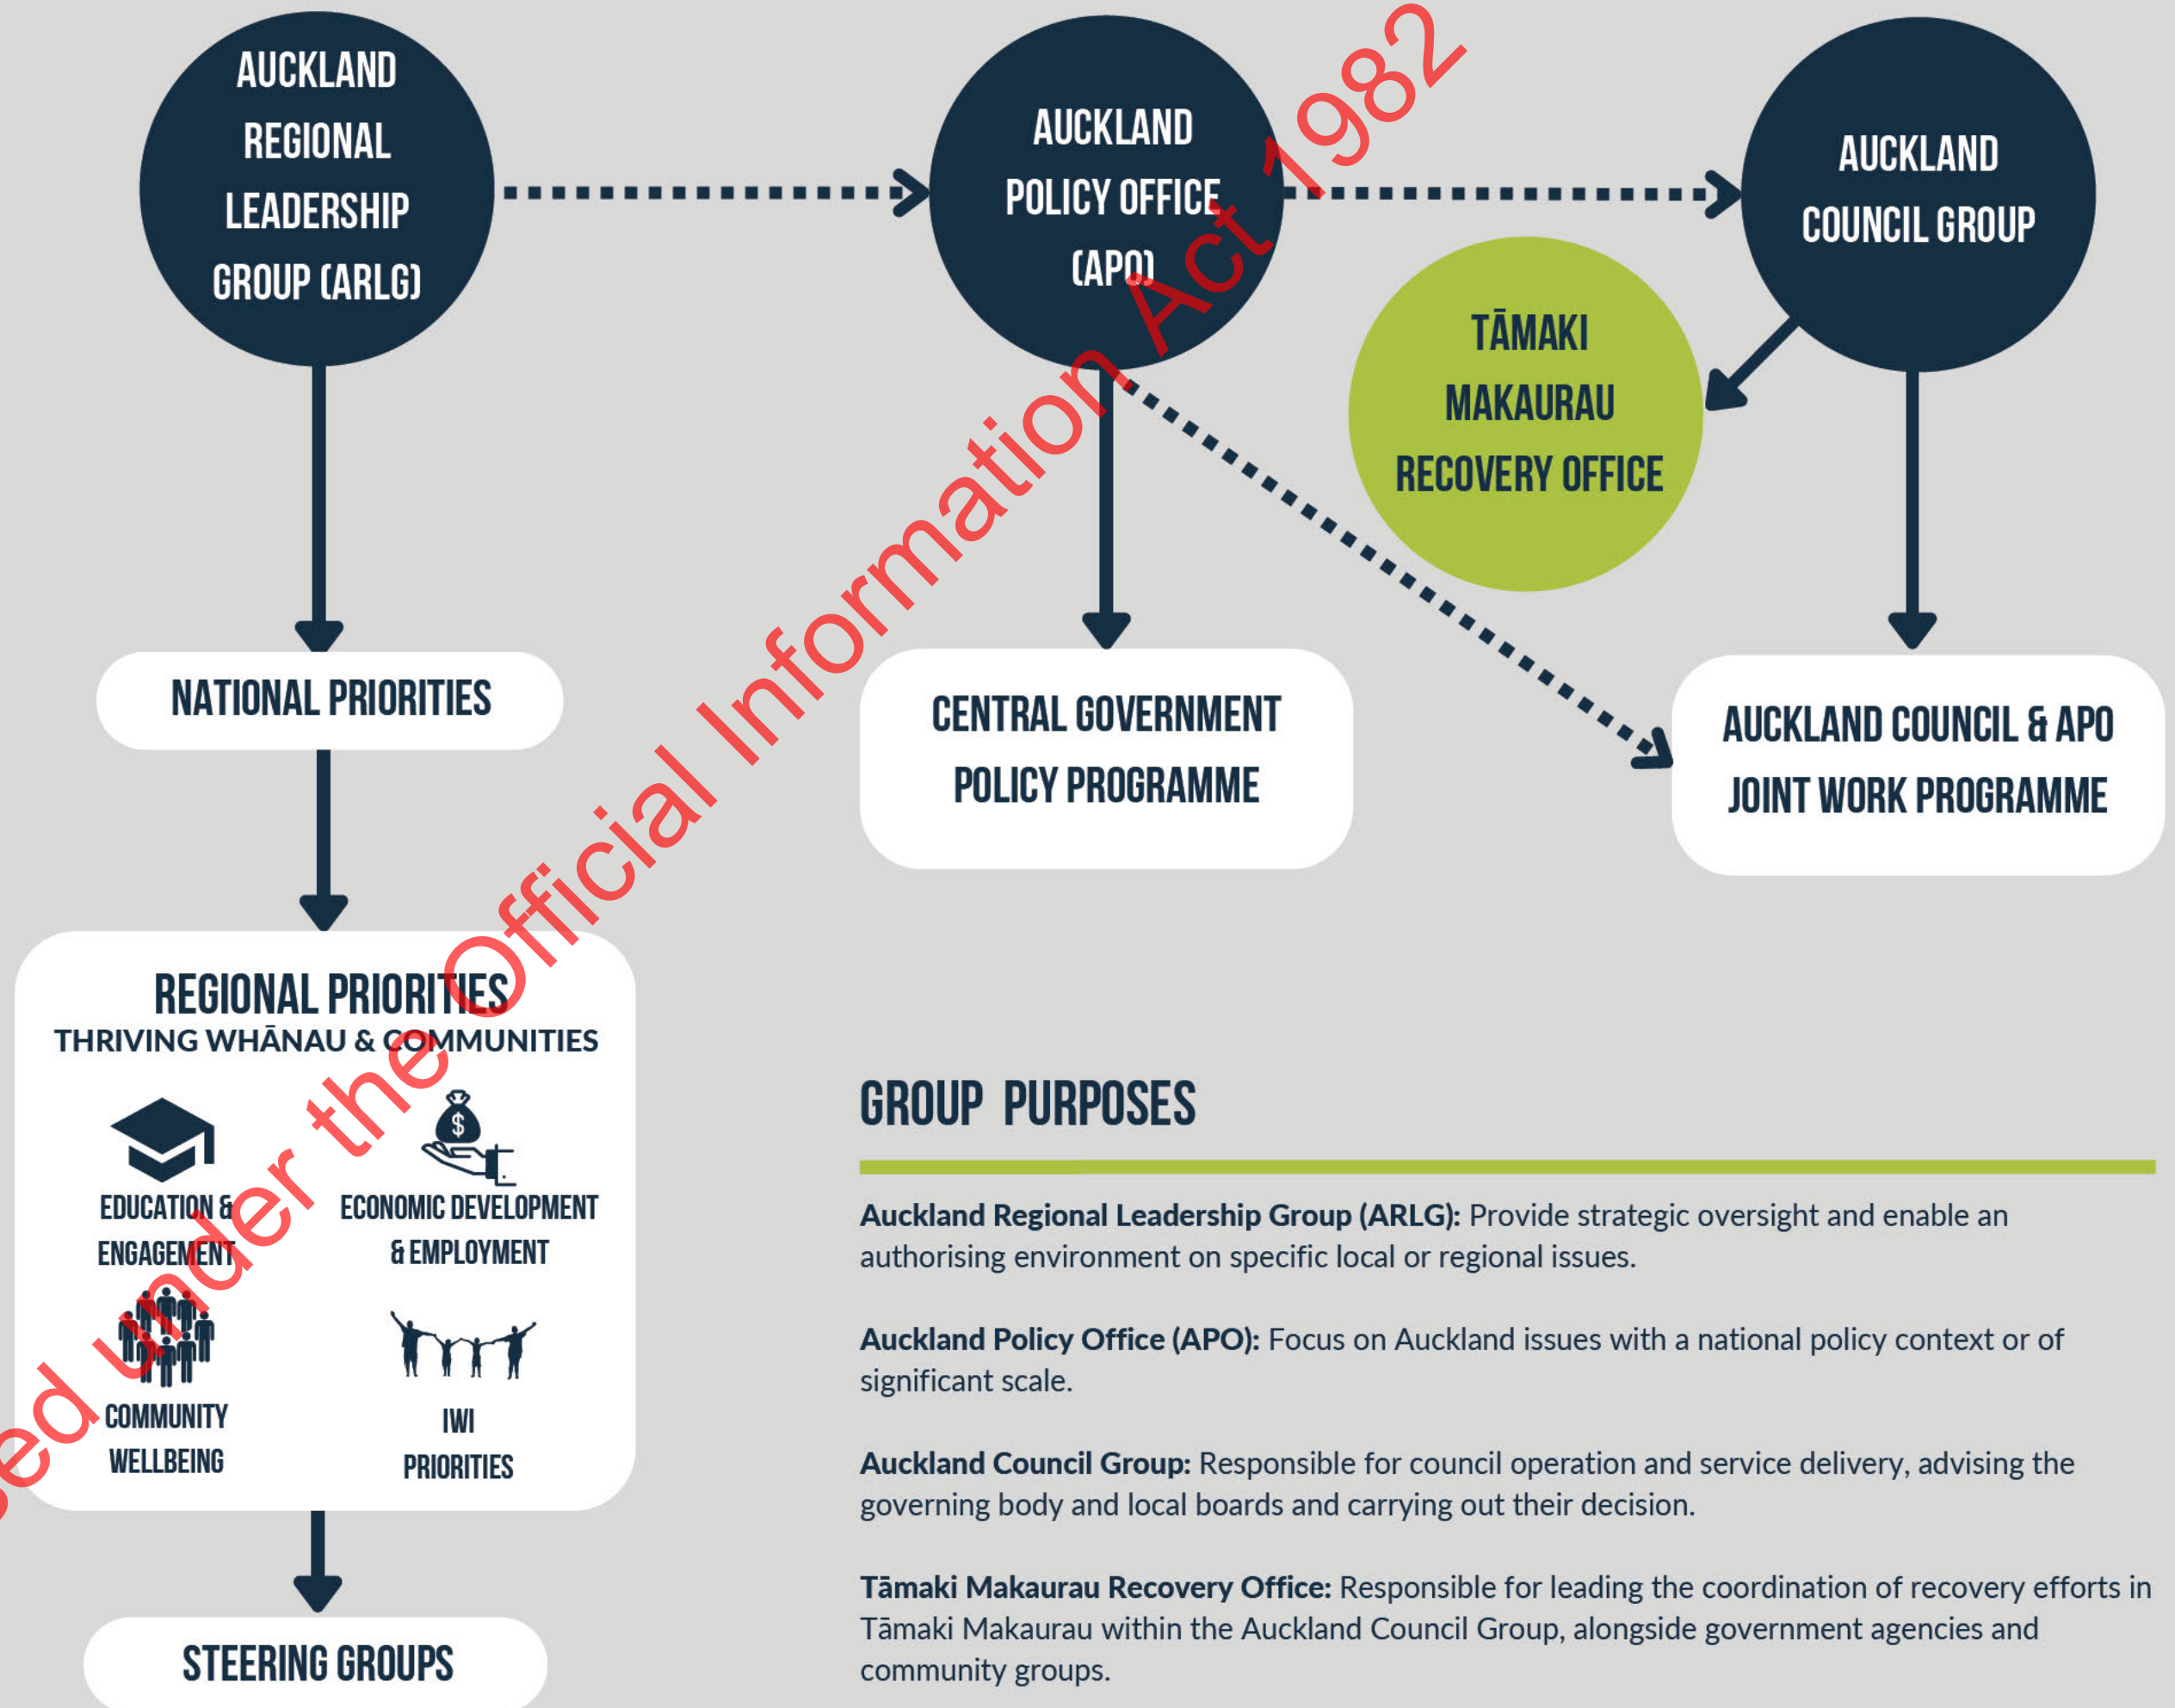 AUCKLAND
REGIONAL
LEADERSHIP
GROUP (ARLG)
AUCKLAND
POLICY OFFICE
(APO)
AUCKLAND
COUNCIL GROUP
TĀMAKI
MAKAURAU
RECOVERY OFFICE
NATIONAL PRIORITIES
CENTRAL GOVERNMENT
POLICY PROGRAMME
AUCKLAND COUNCIL & APO
JOINT WORK PROGRAMME
REGIONAL PRIORITIES
THRIVING WHĀNAU & COMMUNITIES
$
EDUCATION &
ENGAGEMENT
ECONOMIC DEVELOPMENT
& EMPLOYMENT
COMMUNITY
WELLBEING
IWI
PRIORITIES
STEERING GROUPS
GROUP PURPOSES
Auckland Regional Leadership Group (ARLG): Provide strategic oversight and enable an
authorising environment on specific local or regional issues.
Auckland Policy Office (APO): Focus on Auckland issues with a national policy context or of
significant scale.
Auckland Council Group: Responsible for council operation and service delivery, advising the
governing body and local boards and carrying out their decision.
Tāmaki Makaurau Recovery Office: Responsible for leading the coordination of recovery efforts in
Tāmaki Makaurau within the Auckland Council Group, alongside government agencies and
community groups.
under the Official Information Act 1982